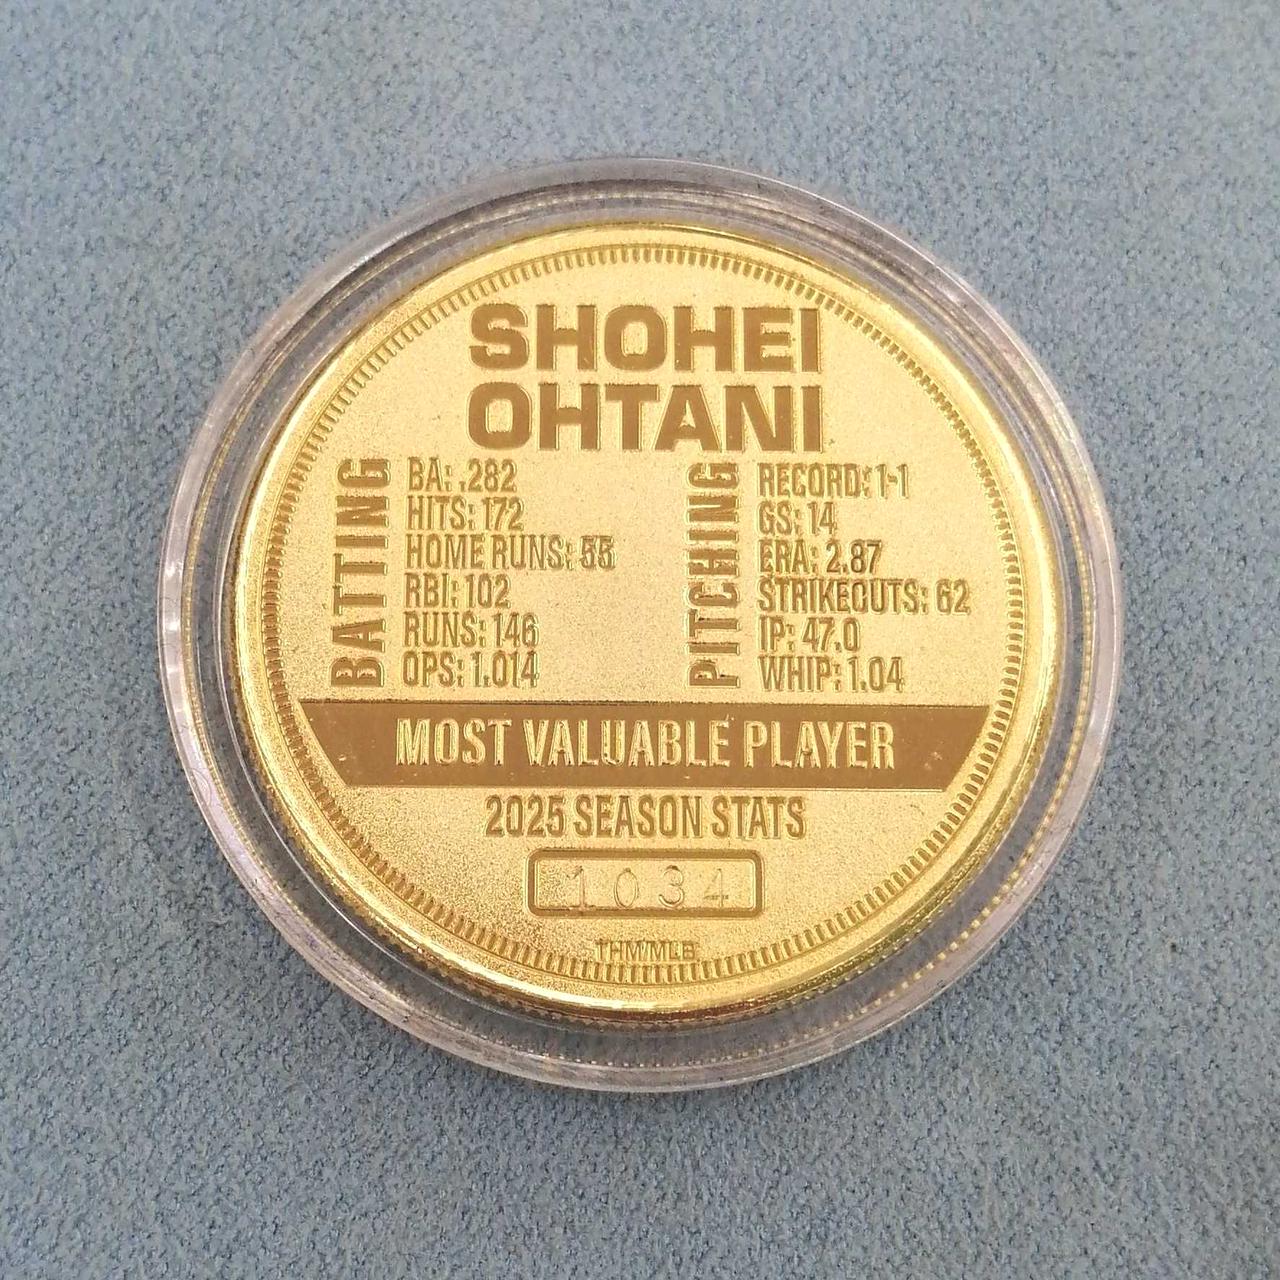 SHOHEI
OHTANI
BATTING
BA: .282
HITS: 172
HOME RUNS: 55
RBI: 102
RUNS: 146
OPS: 1.014
PITCHING
RECORD: 1-1
GS: 14
ERA: 2.87
STRIKEOUTS: 62
IP: 47.0
WHIP: 1.04
MOST VALUABLE PLAYER
2025 SEASON STATS
1034
THM/MLB